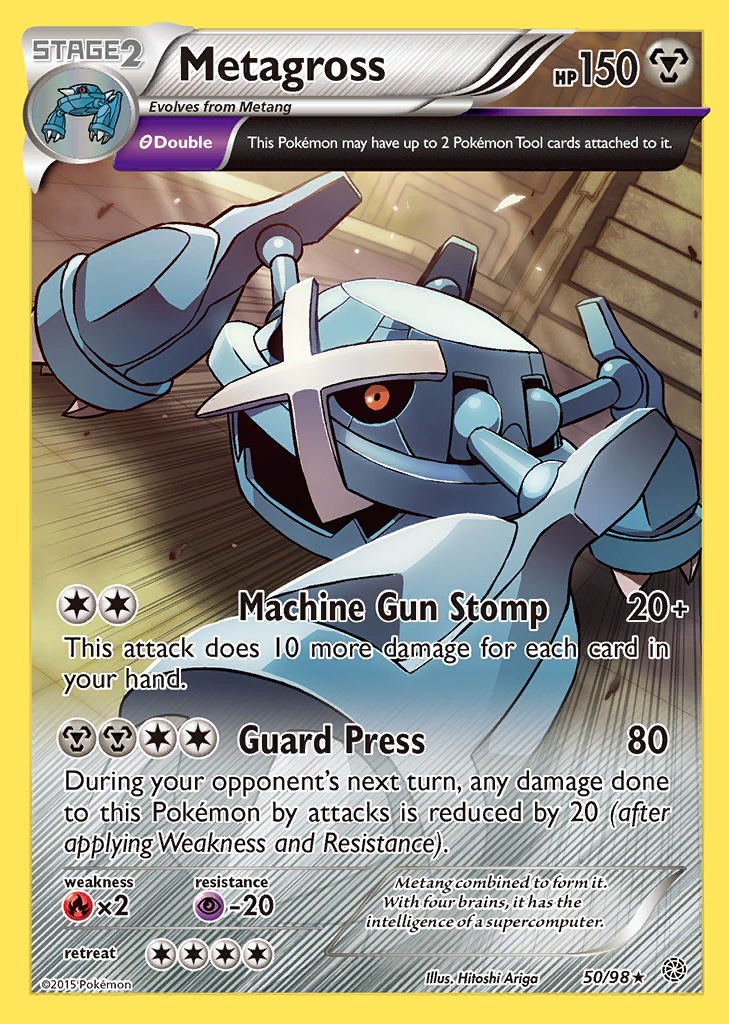 STAGE2
Metagross
HP150
Evolves from Metang
θDouble
This Pokémon may have up to 2 Pokémon Tool cards attached to it.
Machine Gun Stomp 20+
This attack does 10 more damage for each card in
your hand.
Guard Press 80
During your opponent's next turn, any damage done
to this Pokémon by attacks is reduced by 20 (after
applying Weakness and Resistance).
weakness resistance
×2 -20
Metang combined to form it.
With four brains, it has the
intelligence of a supercomputer.
retreat
©2015 Pokémon
Illus. Hitoshi Ariga
50/98★